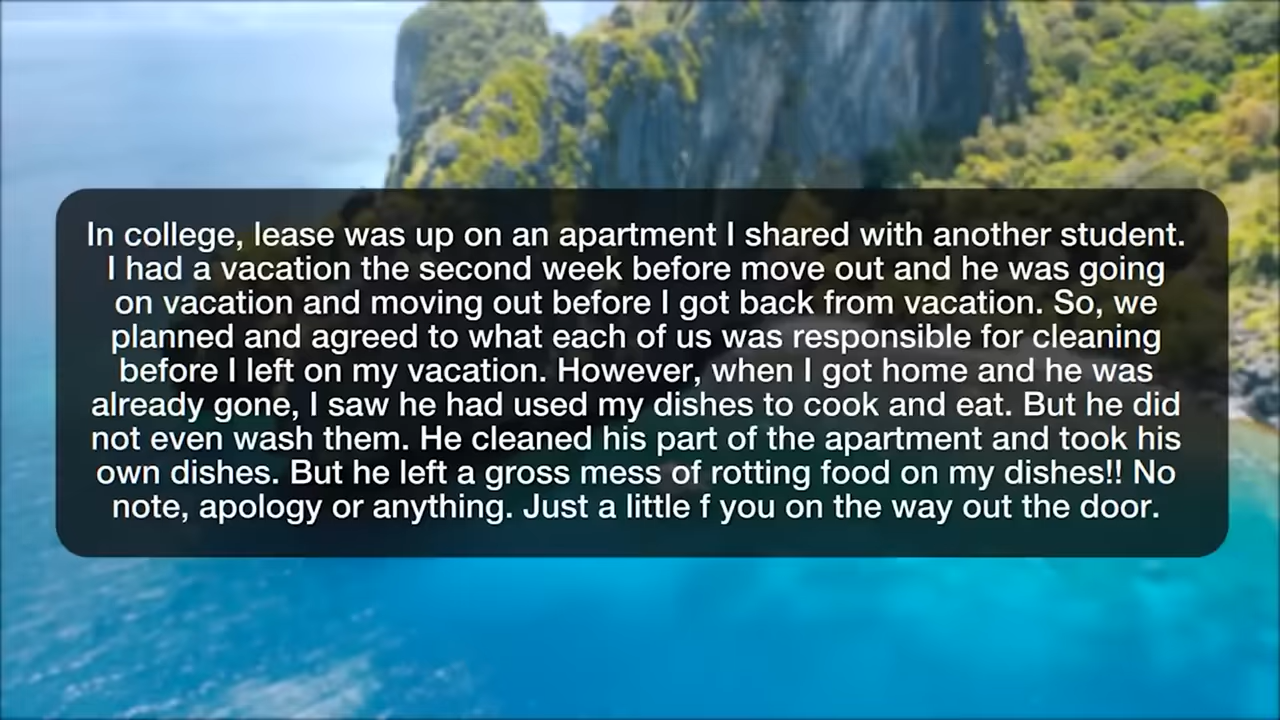 In college, lease was up on an apartment I shared with another student.
I had a vacation the second week before move out and he was going
on vacation and moving out before I got back from vacation. So, we
planned and agreed to what each of us was responsible for cleaning
before I left on my vacation. However, when I got home and he was
already gone, I saw he had used my dishes to cook and eat. But he did
not even wash them. He cleaned his part of the apartment and took his
own dishes. But he left a gross mess of rotting food on my dishes!! No
note, apology or anything. Just a little f you on the way out the door.